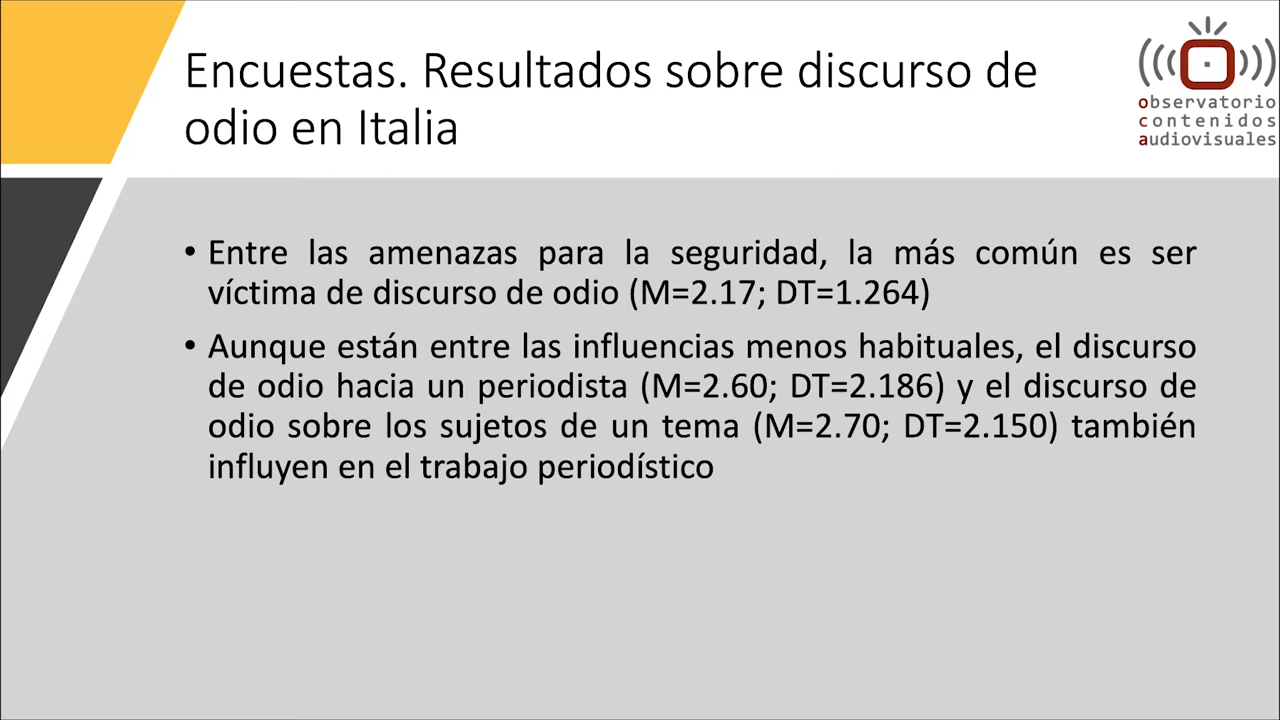 Encuestas. Resultados sobre discurso de
odio en Italia
observatorio
contenidos
audiovisuales
• Entre las amenazas para la seguridad, la más común es ser
víctima de discurso de odio (M=2.17; DT=1.264)
• Aunque están entre las influencias menos habituales, el discurso
de odio hacia un periodista (M=2.60; DT=2.186) y el discurso de
odio sobre los sujetos de un tema (M=2.70; DT=2.150) también
influyen en el trabajo periodístico